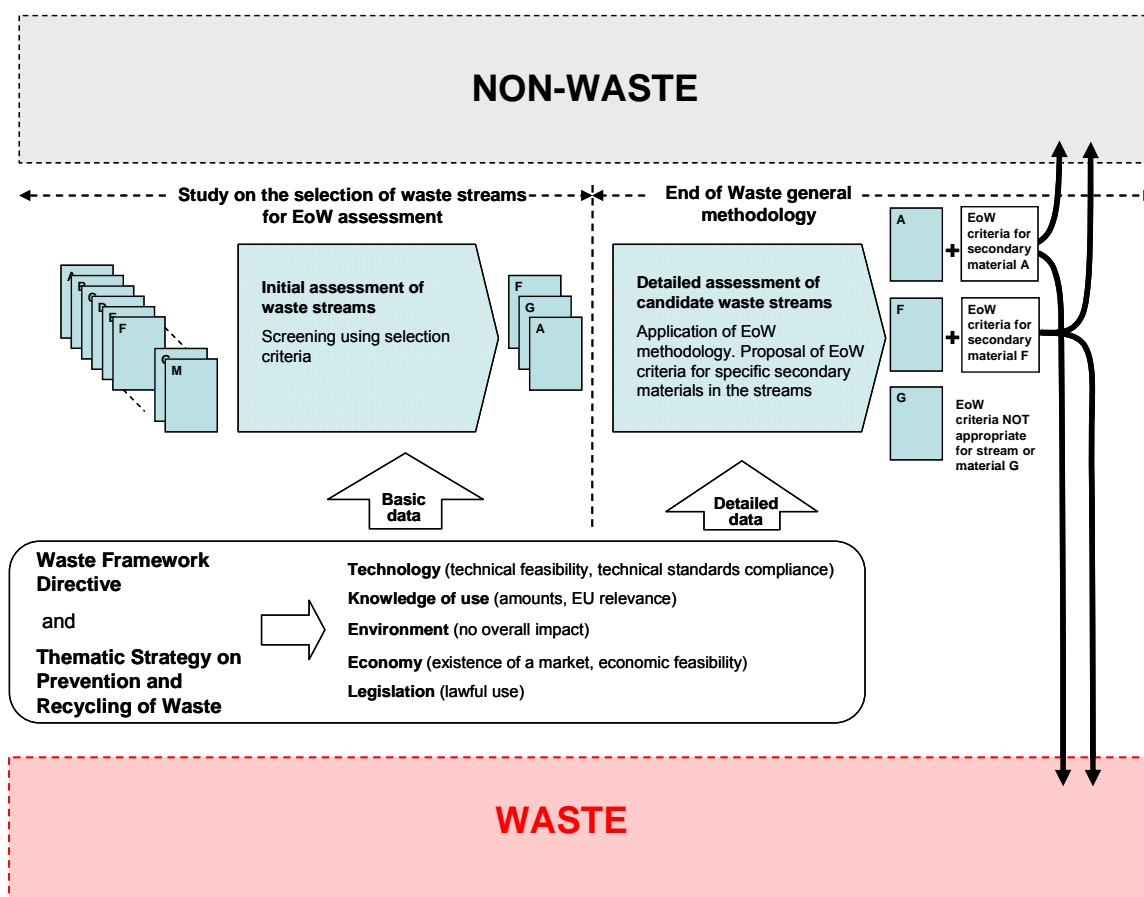 NON-WASTE
Study on the selection of waste streams
for EoW assessment
End of Waste general
methodology
A
B
C
D
E
F
G
M
Initial assessment of
waste streams
Screening using selection
criteria
F
G
A
Detailed assessment of
candidate waste streams
Application of EoW
methodology. Proposal of EoW
criteria for specific secondary
materials in the streams
A
+
EoW
criteria for
secondary
material A
F
+
EoW
criteria for
secondary
material F
G
EoW
criteria NOT
appropriate
for stream or
material G
Basic
data
Detailed
data
Waste Framework
Directive
and
Thematic Strategy on
Prevention and
Recycling of Waste
Technology (technical feasibility, technical standards compliance)
Knowledge of use (amounts, EU relevance)
Environment (no overall impact)
Economy (existence of a market, economic feasibility)
Legislation (lawful use)
WASTE